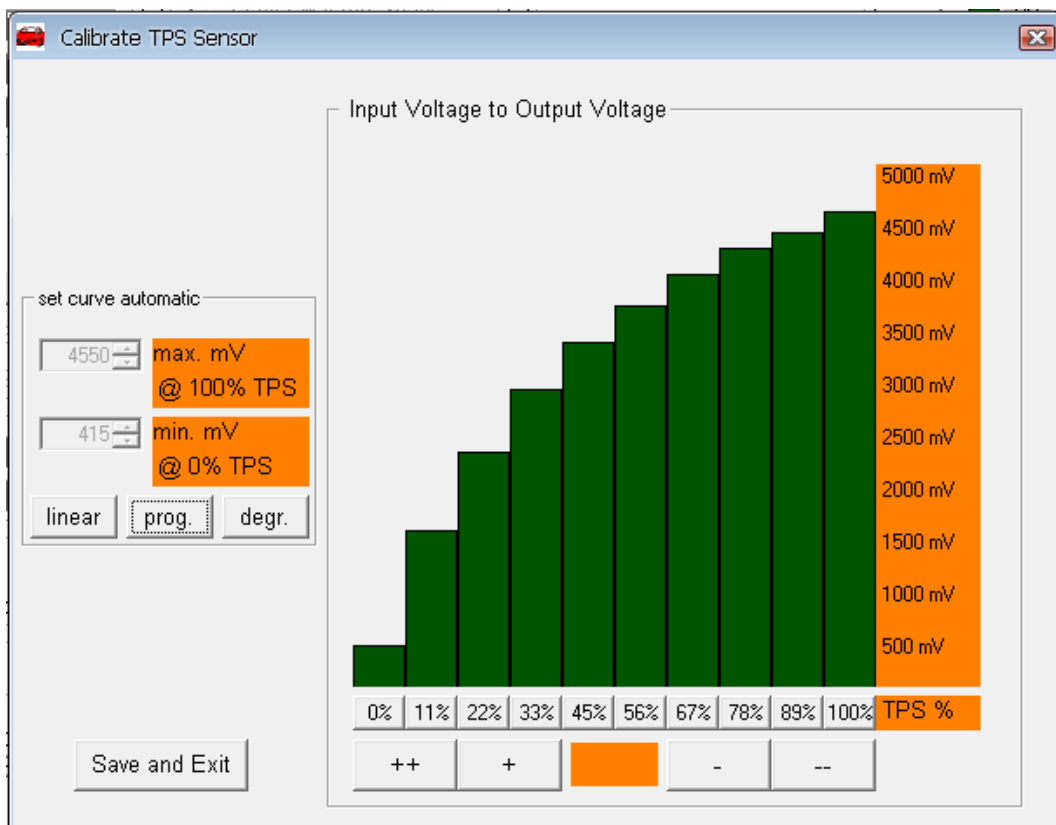 Calibrate TPS Sensor
Input Voltage to Output Voltage
5000 mV
4500 mV
4000 mV
3500 mV
3000 mV
2500 mV
2000 mV
1500 mV
1000 mV
500 mV
set curve automatic
4550 max. mV
@ 100% TPS
415 min. mV
@ 0% TPS
linear prog. degr.
0% 11% 22% 33% 45% 56% 67% 78% 89% 100% TPS %
Save and Exit
++ + - --